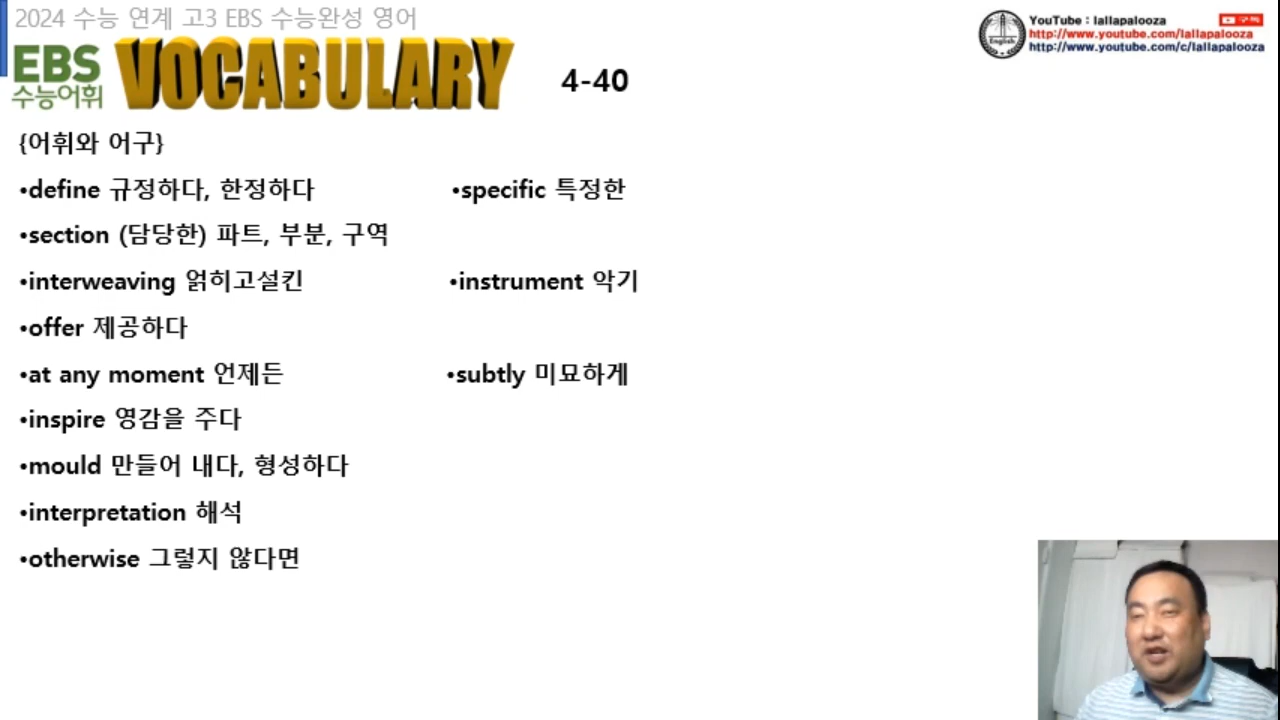 2024 수능 연계 고3 EBS 수능완성 영어
EBS
수능어휘
VOCABULARY
4-40
YouTube : lallapalooza
구독
http://www.youtube.com/lallapalooza
http://www.youtube.com/c/lallapalooza
English
{어휘와 어구}
•define 규정하다, 한정하다 •specific 특정한
•section (담당한) 파트, 부분, 구역
•interweaving 얽히고설킨 •instrument 악기
•offer 제공하다
•at any moment 언제든 •subtly 미묘하게
•inspire 영감을 주다
•mould 만들어 내다, 형성하다
•interpretation 해석
•otherwise 그렇지 않다면